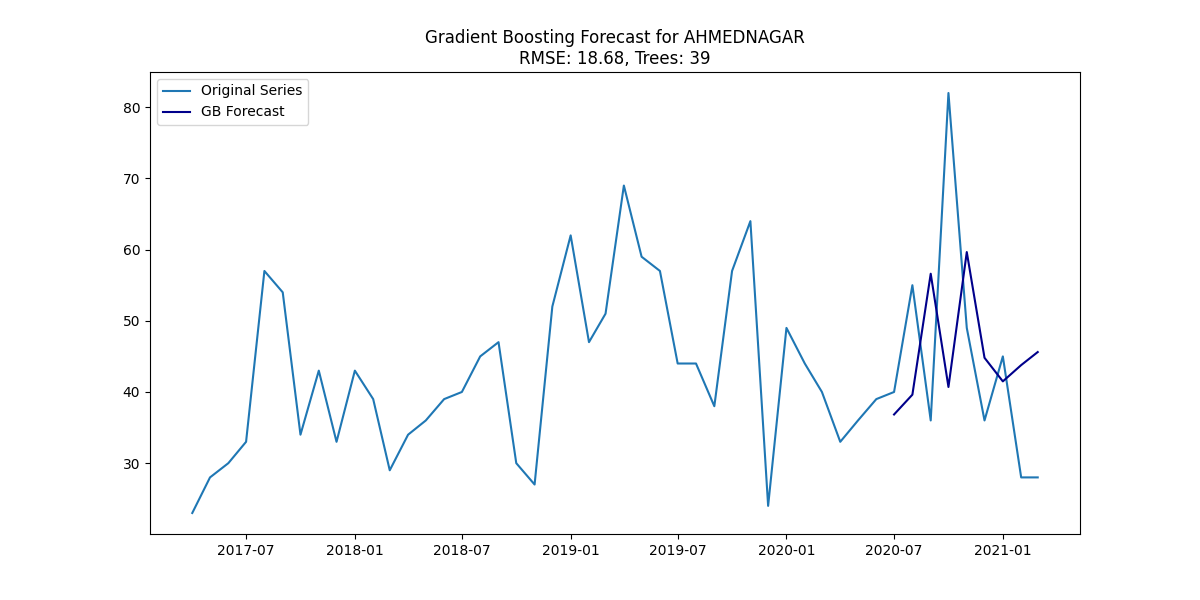 Gradient Boosting Forecast for AHMEDNAGAR
RMSE: 18.68, Trees: 39
Original Series
GB Forecast
80
70
60
50
40
30
2017-07 2018-01 2018-07 2019-01 2019-07 2020-01 2020-07 2021-01